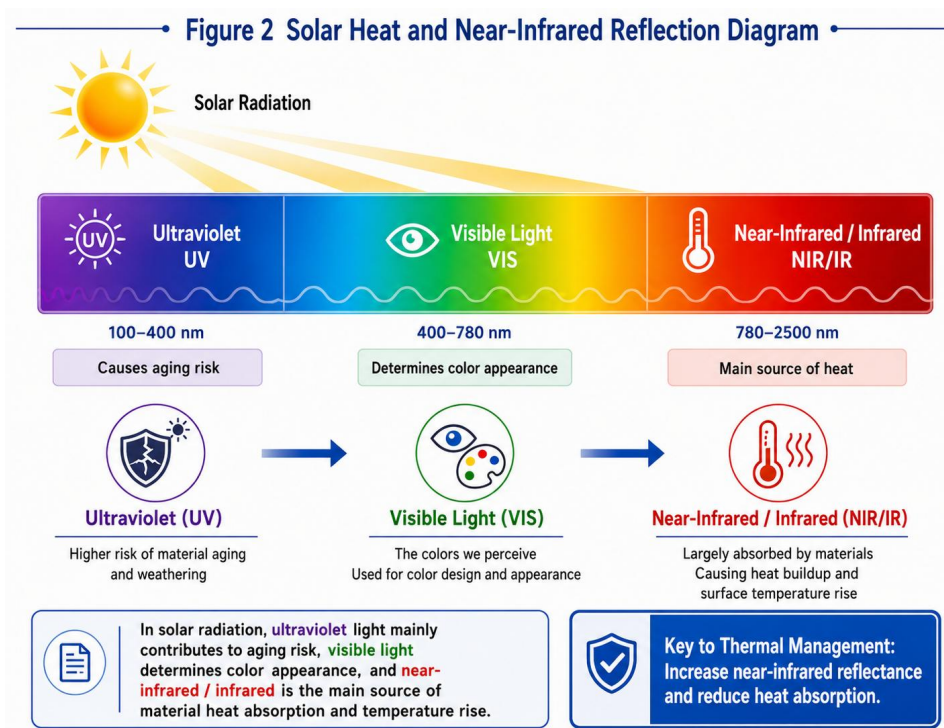 Figure 2 Solar Heat and Near-Infrared Reflection Diagram
Solar Radiation
UV
Ultraviolet
UV
Visible Light
VIS
Near-Infrared / Infrared
NIR/IR
100–400 nm
400–780 nm
780–2500 nm
Causes aging risk
Determines color appearance
Main source of heat
Ultraviolet (UV)
Visible Light (VIS)
Near-Infrared / Infrared (NIR/IR)
Higher risk of material aging
and weathering
The colors we perceive
Used for color design and appearance
Largely absorbed by materials
Causing heat buildup and
surface temperature rise
In solar radiation, ultraviolet light mainly
contributes to aging risk, visible light
determines color appearance, and near-
infrared / infrared is the main source of
material heat absorption and temperature rise.
Key to Thermal Management:
Increase near-infrared reflectance
and reduce heat absorption.